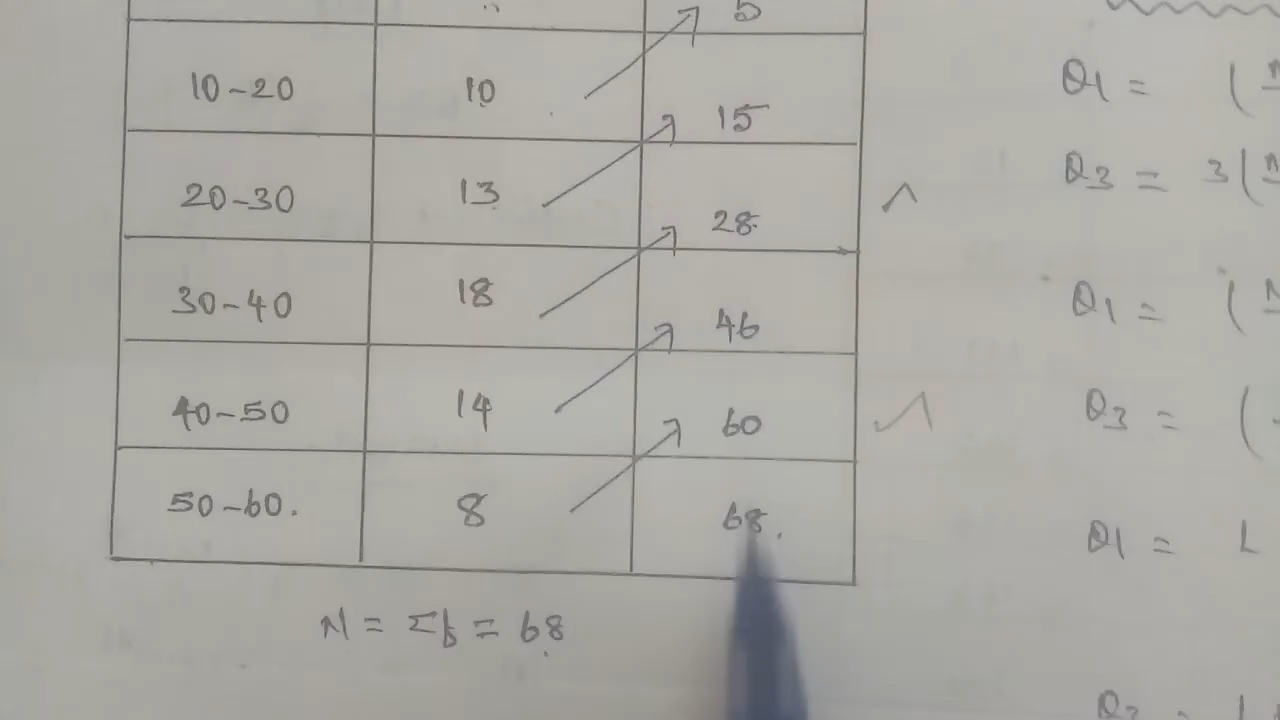 5
10-20 10 15
20-30 13 28
30-40 18 46
40-50 14 60
50-60. 8 68.
N = Σf = 68
Q1 = (
Q3 = 3(
Q1 = (
Q3 = (
Q1 = L